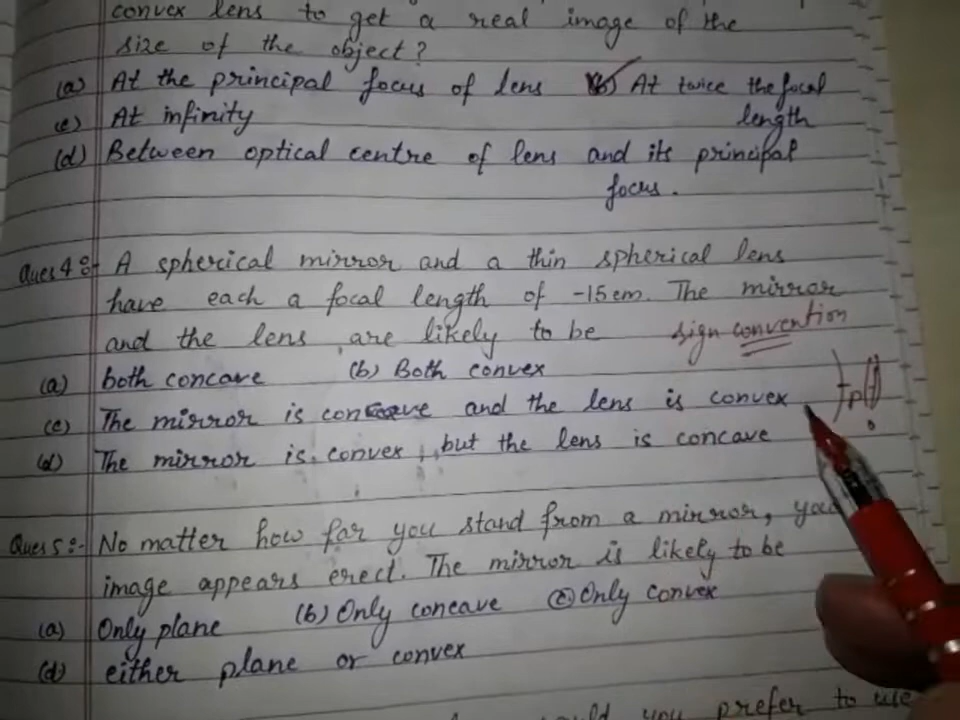 convex lens to get a real image of the
size of the object?
(a) At the principal focus of lens (b) At twice the focal
(c) At infinity length
(d) Between optical centre of lens and its principal
focus.
Ques 4:- A spherical mirror and a thin spherical lens
have each a focal length of -15cm. The mirror
and the lens are likely to be sign convention
(a) both concave (b) Both convex
(c) The mirror is concave and the lens is convex
(d) The mirror is convex, but the lens is concave
Ques 5:- No matter how far you stand from a mirror, you
image appears erect. The mirror is likely to be
(a) Only plane (b) Only concave (c) Only convex
(d) either plane or convex
you prefer to use